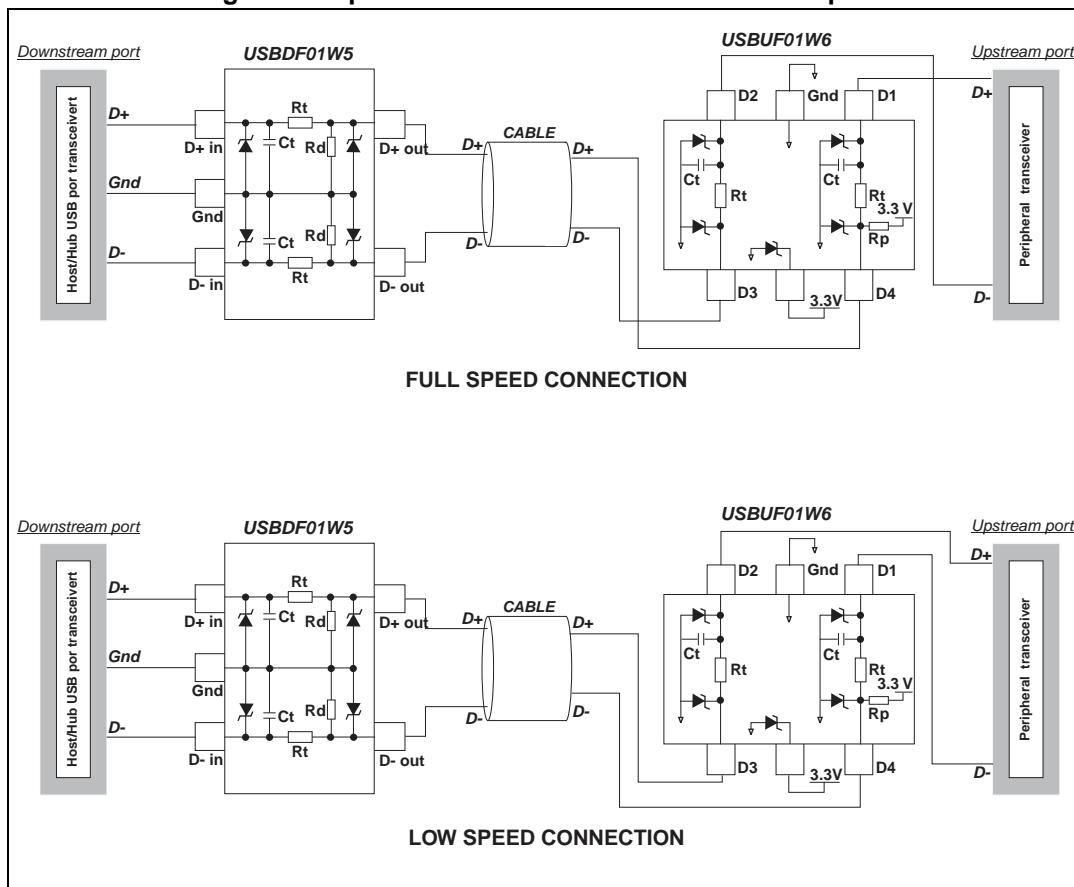 Downstream port
USBDF01W5
USBUF01W6
Upstream port
D+
Rt
D2
Gnd
D1
D+
D+ in
Ct
Rd
D+ out
CABLE
D+
D+
Ct
Rt
Ct
Rt
3.3 V
Rp
Host/Hub USB por transceivert
Gnd
Gnd
Peripheral transceiver
D-
Ct
Rd
D-
D-
D- in
Rt
D- out
D3
3.3V
D4
D-
FULL SPEED CONNECTION
Downstream port
USBDF01W5
USBUF01W6
Upstream port
D+
Rt
D2
Gnd
D1
D+
D+ in
Ct
Rd
D+ out
CABLE
D+
D+
Ct
Rt
Ct
Rt
3.3 V
Rp
Host/Hub USB por transceivert
Gnd
Gnd
Peripheral transceiver
D-
Ct
Rd
D-
D-
D- in
Rt
D- out
D3
3.3V
D4
D-
LOW SPEED CONNECTION